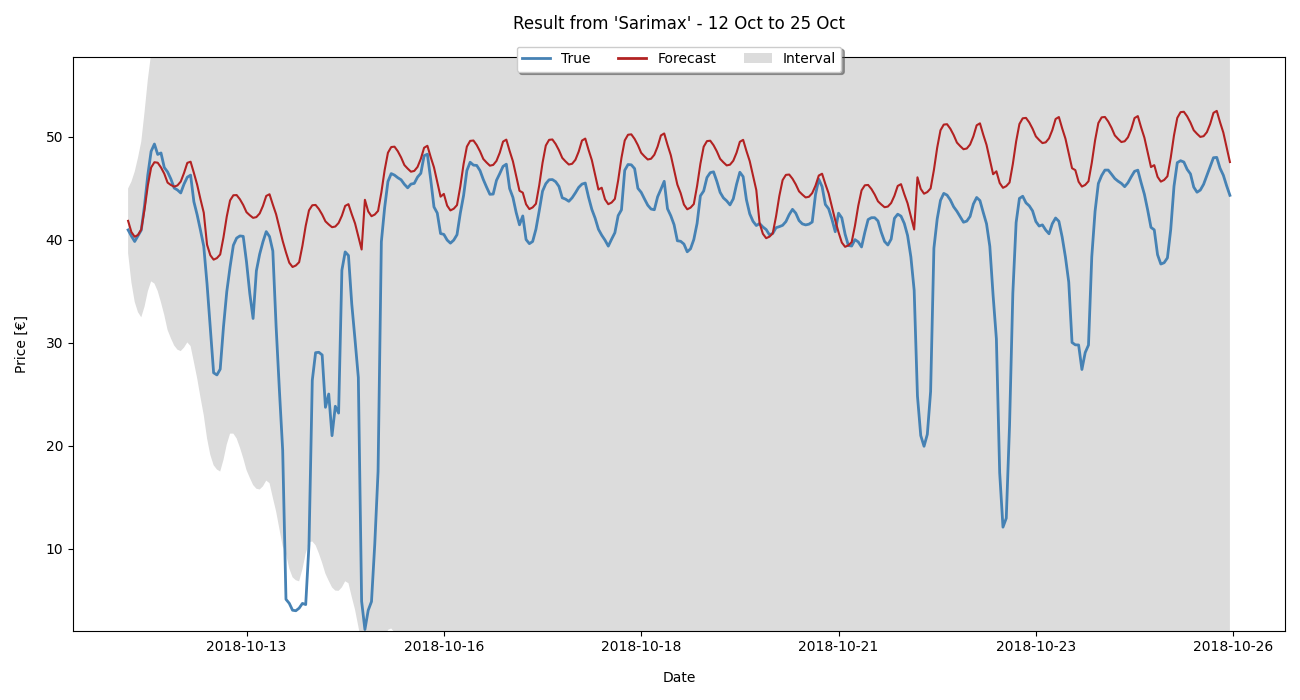 Result from 'Sarimax' - 12 Oct to 25 Oct
True Forecast Interval
Price [€]
50
40
30
20
10
2018-10-13 2018-10-16 2018-10-18 2018-10-21 2018-10-23 2018-10-26
Date